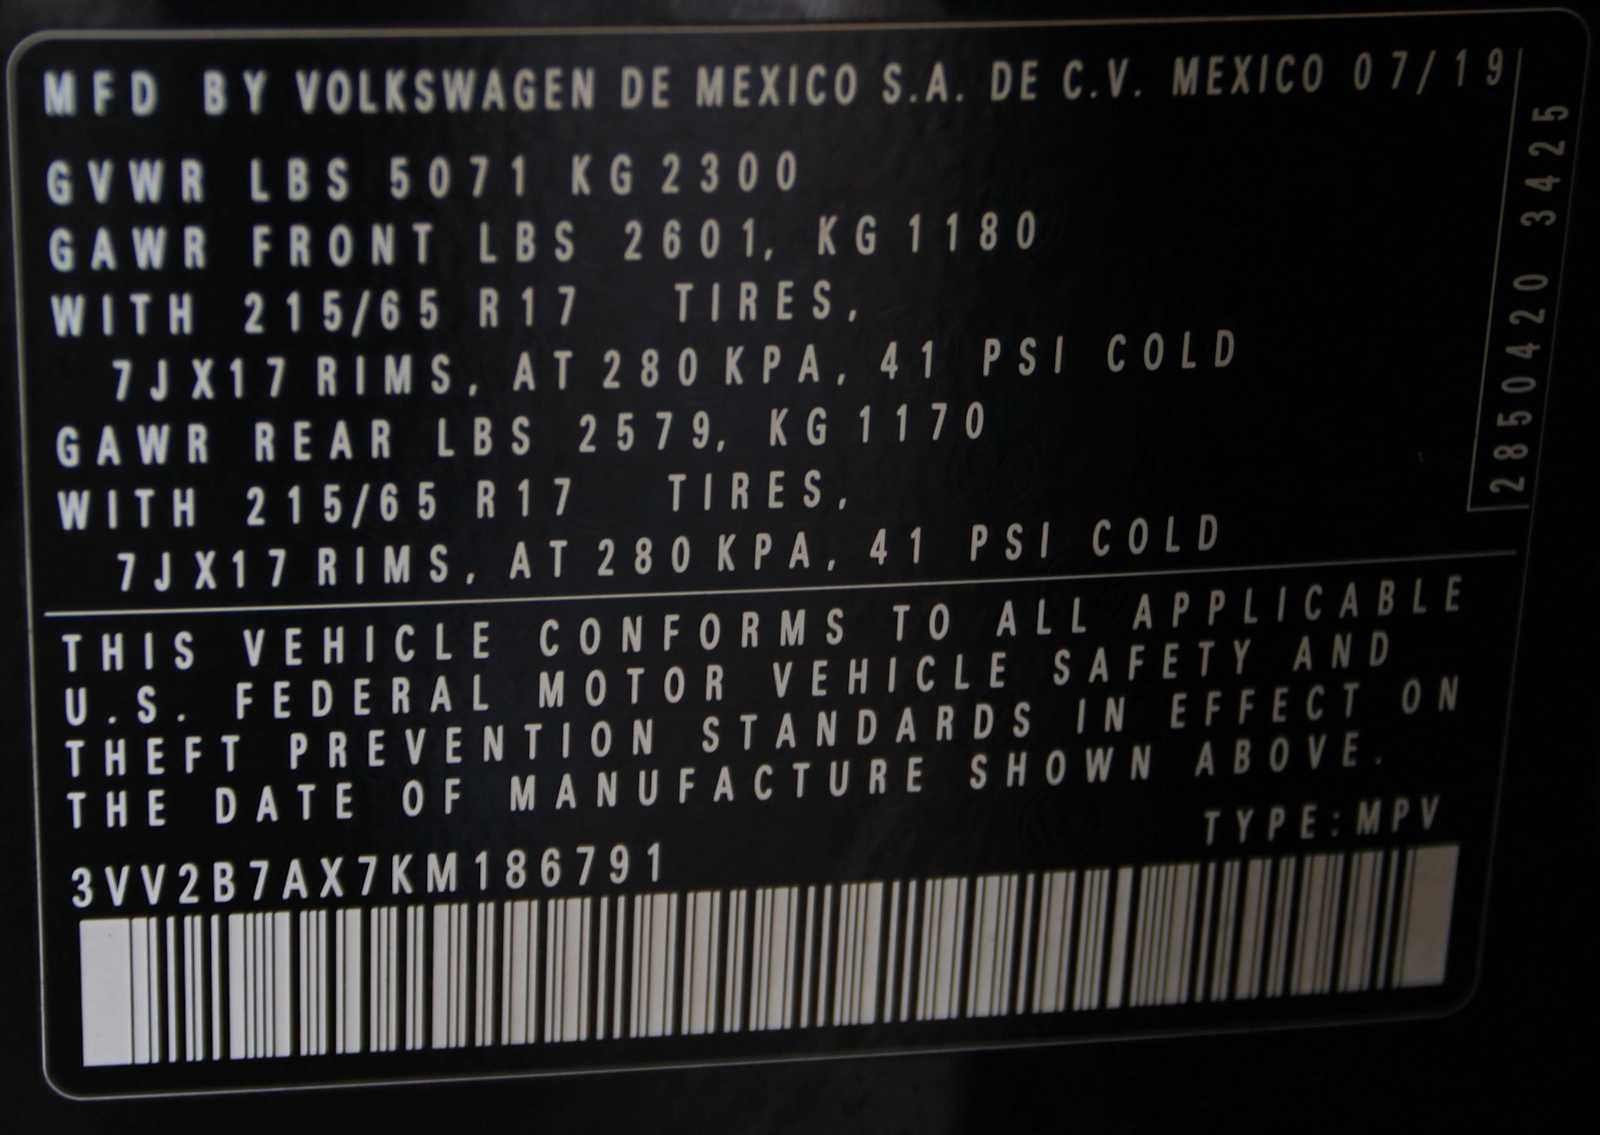 MFD BY VOLKSWAGEN DE MEXICO S.A. DE C.V. MEXICO 07/19
GVWR LBS 5071 KG 2300
GAWR FRONT LBS 2601, KG 1180
WITH 215/65 R17 TIRES,
7JX17 RIMS, AT 280 KPA, 41 PSI COLD
GAWR REAR LBS 2579, KG 1170
WITH 215/65 R17 TIRES,
7JX17 RIMS, AT 280 KPA, 41 PSI COLD
2850420 3425
THIS VEHICLE CONFORMS TO ALL APPLICABLE
U.S. FEDERAL MOTOR VEHICLE SAFETY AND
THEFT PREVENTION STANDARDS IN EFFECT ON
THE DATE OF MANUFACTURE SHOWN ABOVE.
TYPE:MPV
3VV2B7AX7KM186791